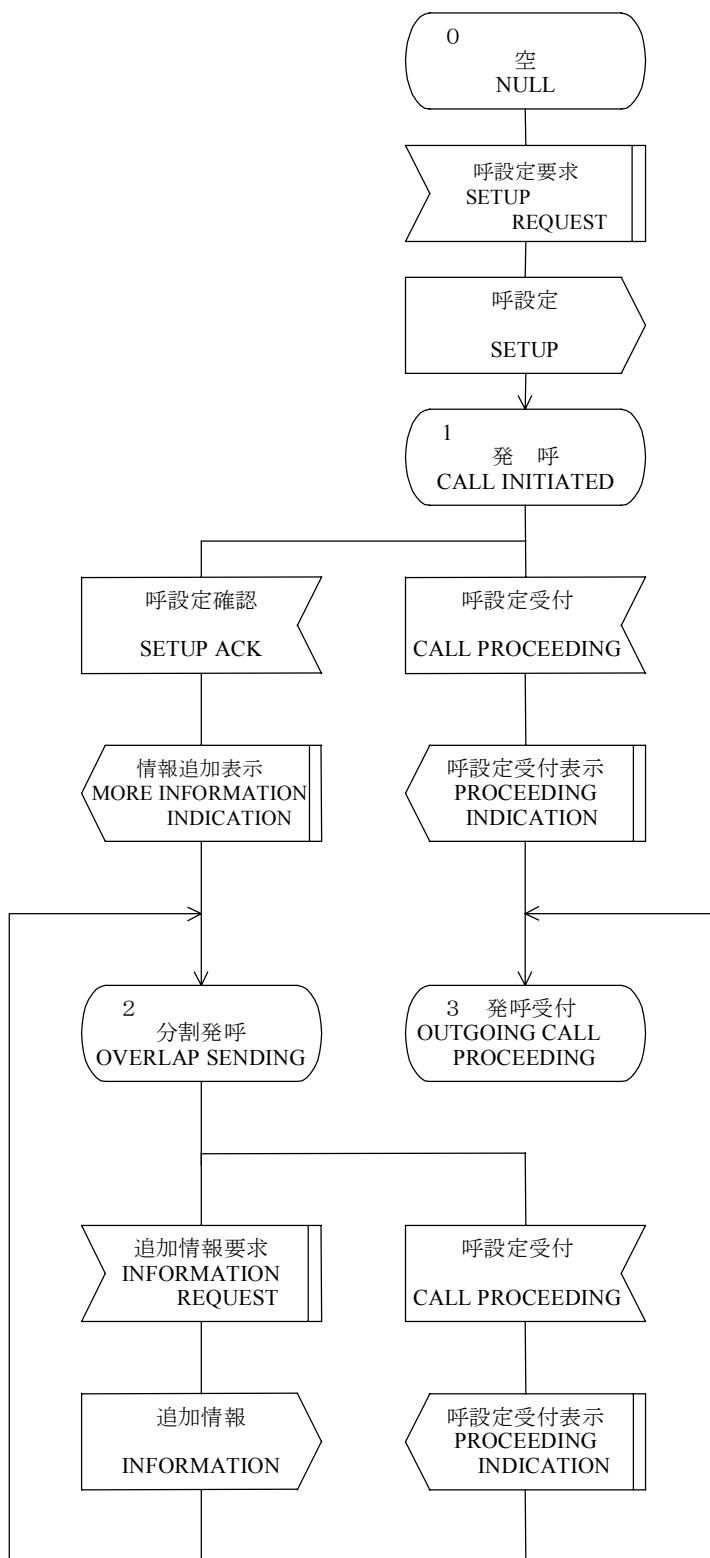 0
空
NULL
呼設定要求
SETUP
REQUEST
呼設定
SETUP
1
発　呼
CALL INITIATED
呼設定確認
SETUP ACK
呼設定受付
CALL PROCEEDING
情報追加表示
MORE INFORMATION
INDICATION
呼設定受付表示
PROCEEDING
INDICATION
2
分割発呼
OVERLAP SENDING
3　発呼受付
OUTGOING CALL
PROCEEDING
追加情報要求
INFORMATION
REQUEST
呼設定受付
CALL PROCEEDING
追加情報
INFORMATION
呼設定受付表示
PROCEEDING
INDICATION